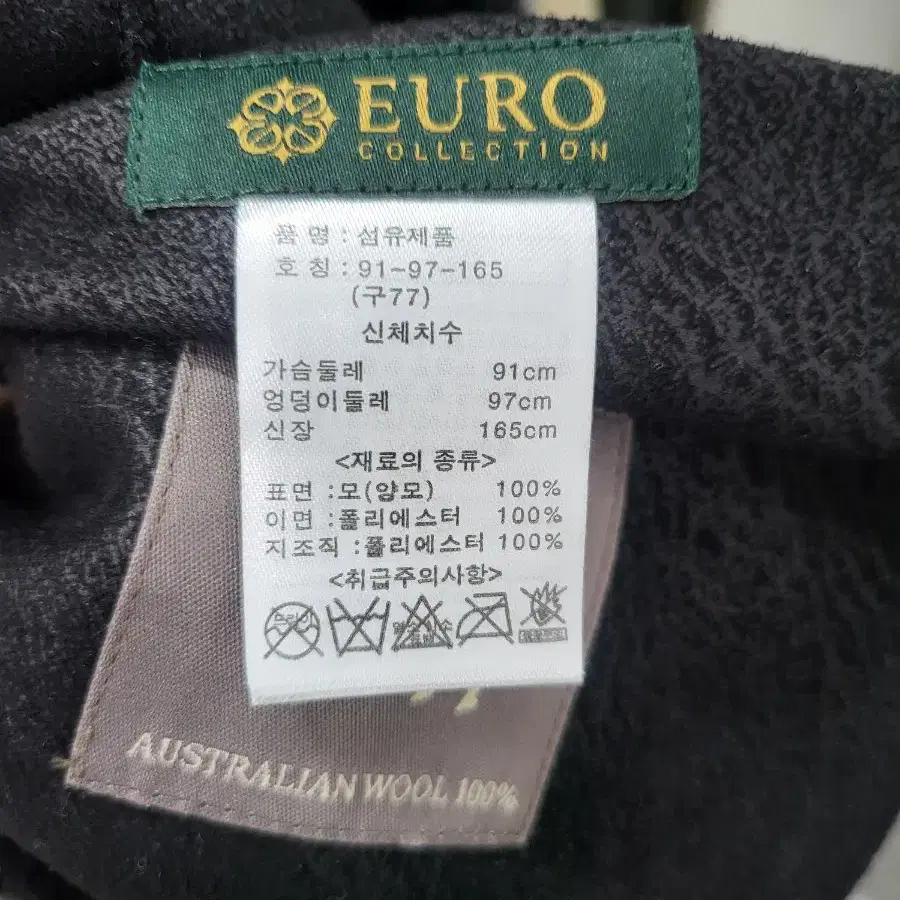 EURO
COLLECTION
품 명 : 섬유제품
호 칭 : 91-97-165
(구77)
신체치수
가슴둘레 91cm
엉덩이둘레 97cm
신장 165cm
<재료의 종류>
표면 :모(양모) 100%
이면 :폴리에스터 100%
지조직 :폴리에스터 100%
<취급주의사항>
AUSTRALIAN WOOL 100%